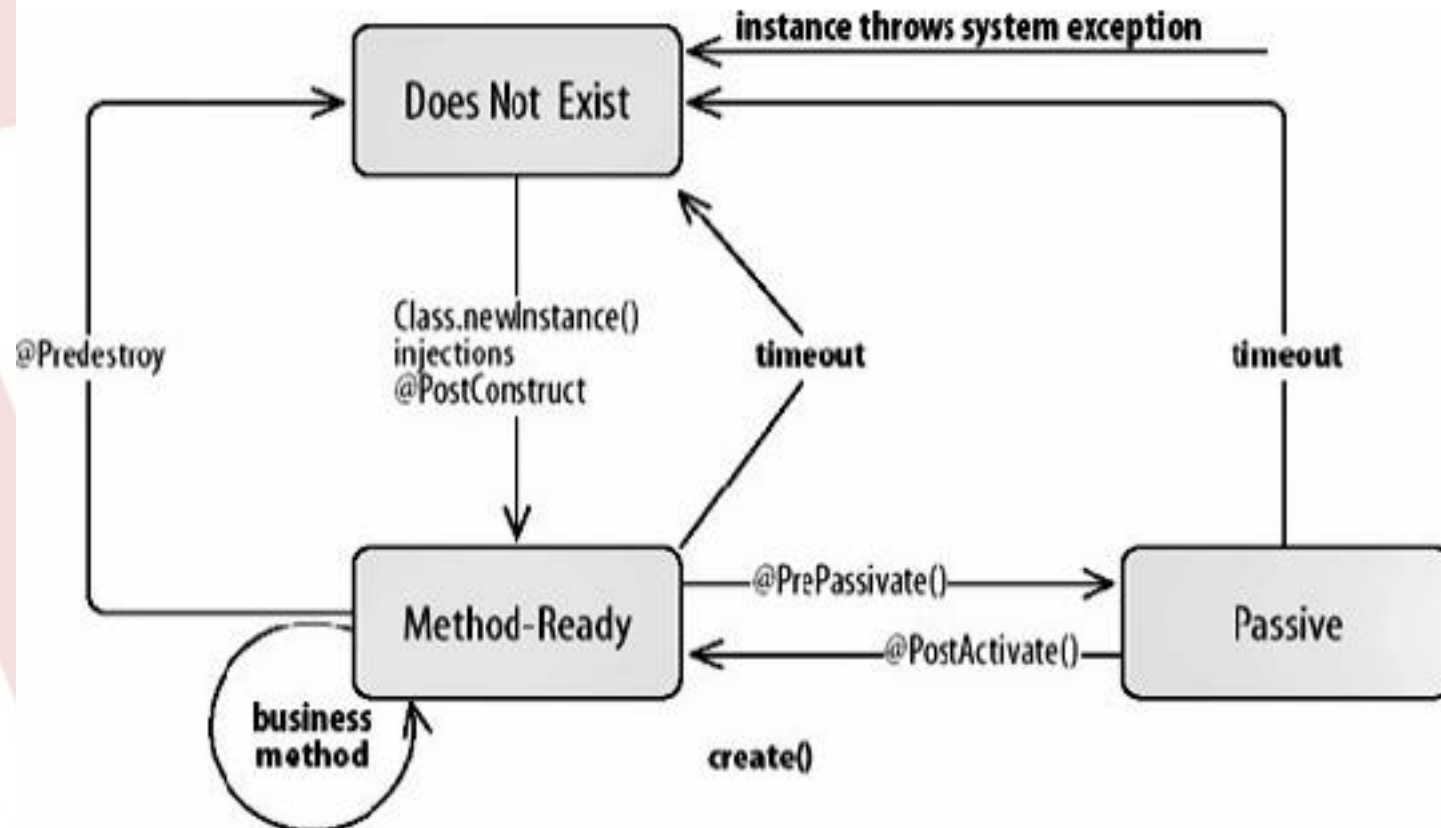 instance throws system exception
Does Not Exist
Class.newInstance()
injections
@PostConstruct
@Predestroy
timeout
timeout
@PrePassivate()
Method-Ready
Passive
@PostActivate()
business
method
create()